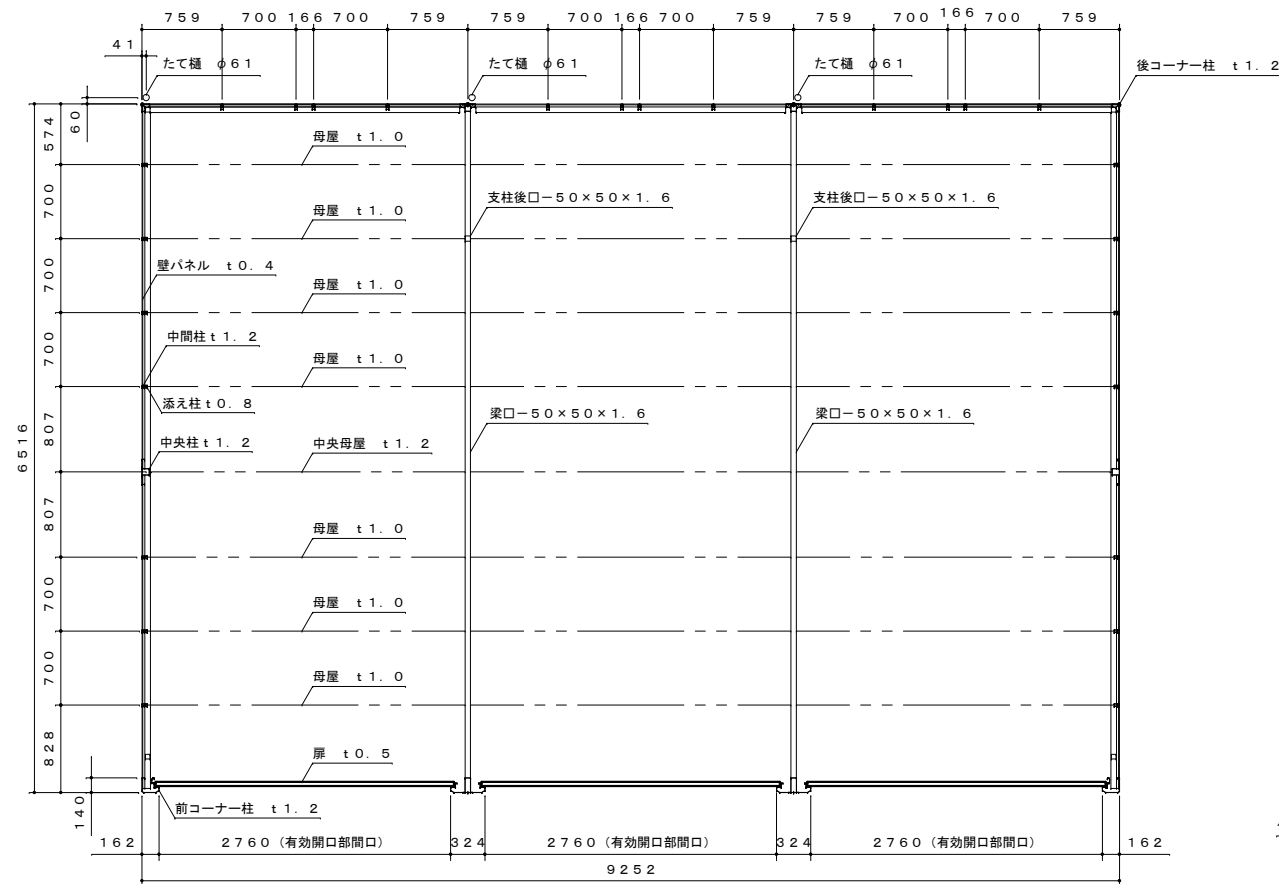 759 700 166 700 759 759 700 166 700 759 759 700 166 700 759
41
たて樋 φ61 たて樋 φ61 たて樋 φ61
後コーナー柱 t1.2
60
574
母屋 t1.0
700
母屋 t1.0
支柱後□−50×50×1.6 支柱後□−50×50×1.6
壁パネル t0.4
700
母屋 t1.0
中間柱t1.2
700
母屋 t1.0
添え柱t0.8
梁□−50×50×1.6 梁□−50×50×1.6
807
6516
中央柱t1.2 中央母屋 t1.2
807
母屋 t1.0
700
母屋 t1.0
700
母屋 t1.0
828
扉 t0.5
140
前コーナー柱 t1.2
162 2760(有効開口部間口) 324 2760(有効開口部間口) 324 2760(有効開口部間口) 162
9252